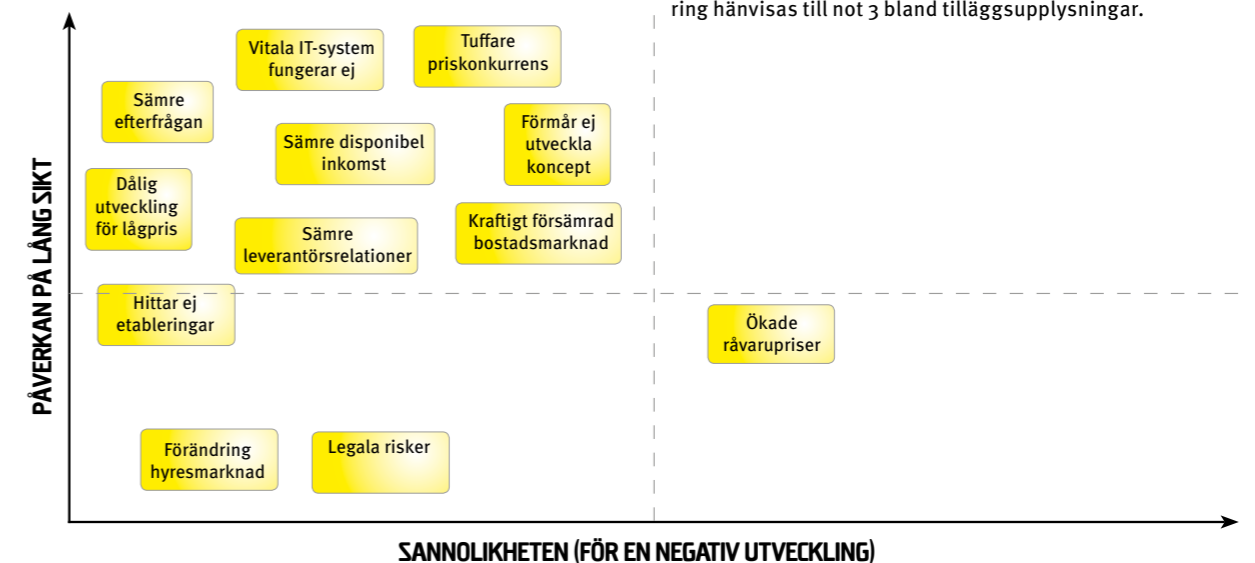 ring hänvisas till not 3 bland tilläggsupplysningar.
Vitala IT-system
fungerar ej
Tuffare
priskonkurrens
Sämre
efterfrågan
Förmår ej
utveckla
koncept
Sämre disponibel
inkomst
Dålig
utveckling
för lågpris
Kraftigt försämrad
bostadsmarknad
Sämre
leverantörsrelationer
Hittar ej
etableringar
Ökade
råvarupriser
Förändring
hyresmarknad
Legala risker
PÅVERKAN PÅ LÅNG SIKT
SANNOLIKHETEN (FÖR EN NEGATIV UTVECKLING)